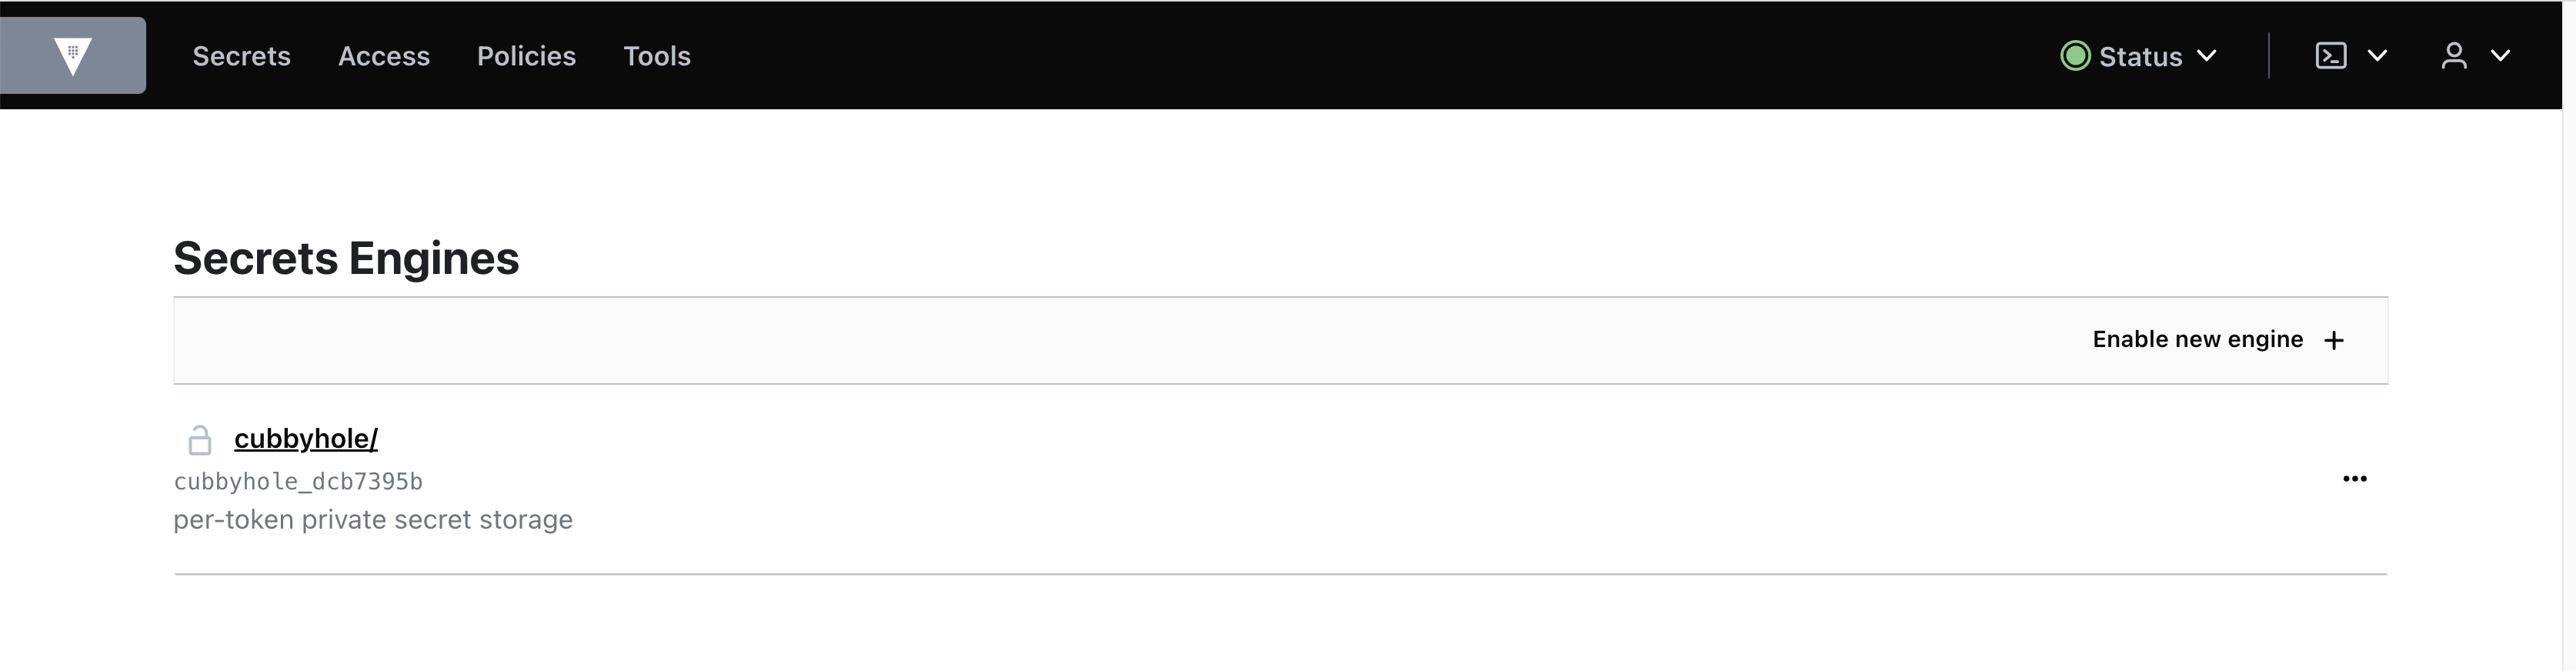 Secrets Access Policies Tools Status
Secrets Engines
Enable new engine +
cubbyhole/
cubbyhole_dcb7395b
per-token private secret storage